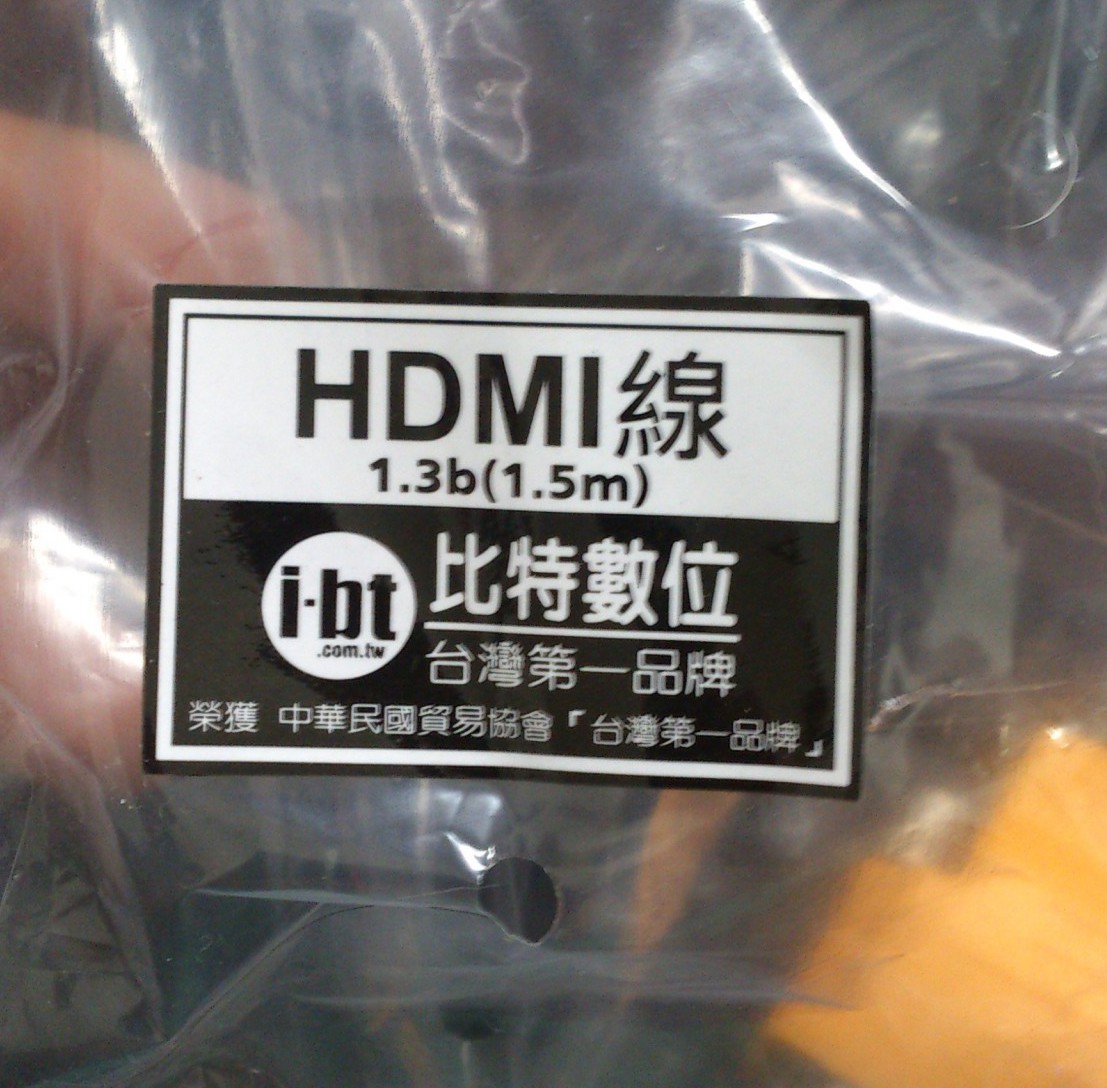 HDMI線
1.3b(1.5m)
i·bt
.com.tw
比特數位
台灣第一品牌
榮獲 中華民國貿易協會「台灣第一品牌」